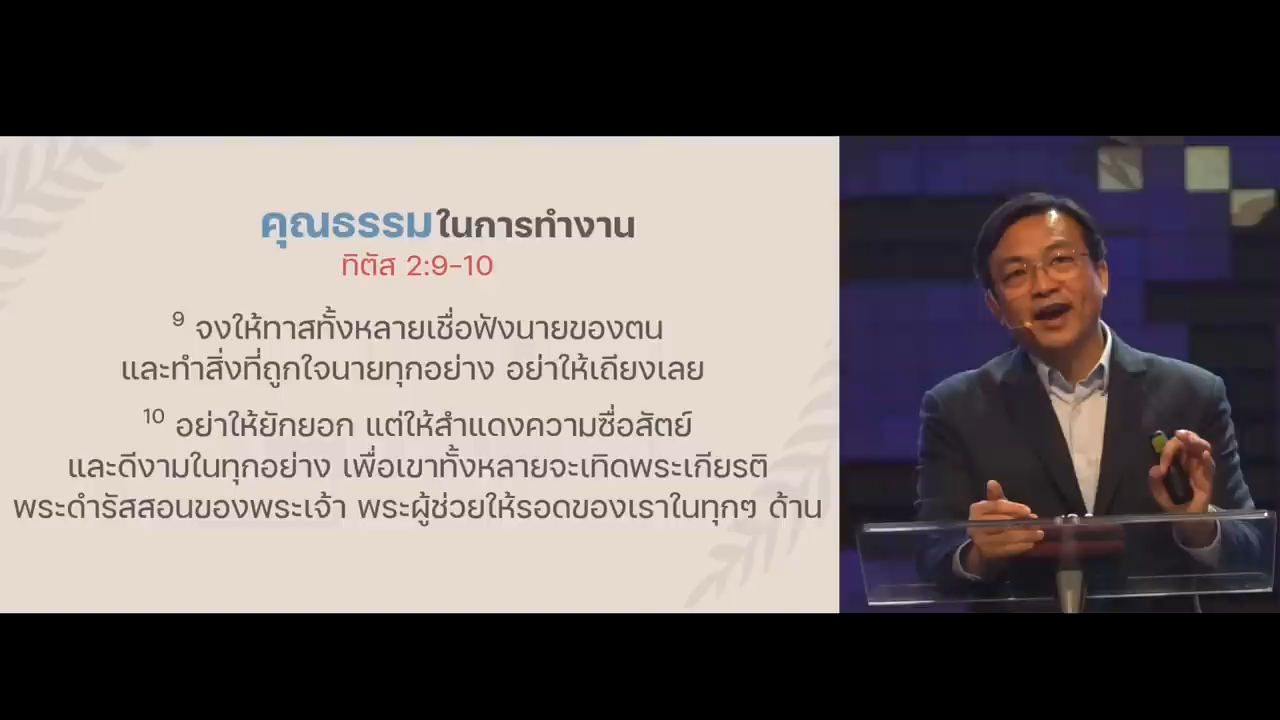 คุณธรรมในการทำงาน
ทิตัส 2:9-10
9 จงให้ทาสทั้งหลายเชื่อฟังนายของตน
และทำสิ่งที่ถูกใจนายทุกอย่าง อย่าให้เถียงเลย
10 อย่าให้ยักยอก แต่ให้สำแดงความซื่อสัตย์
และดีงามในทุกอย่าง เพื่อเขาทั้งหลายจะเทิดพระเกียรติ
พระดำรัสสอนของพระเจ้า พระผู้ช่วยให้รอดของเราในทุกๆ ด้าน